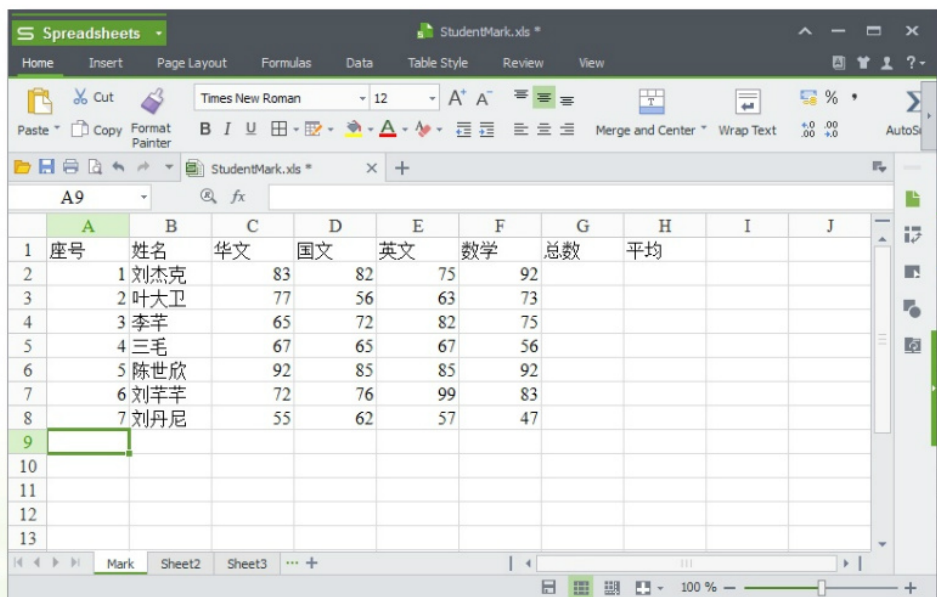 Spreadsheets StudentMark.xls *
Home Insert Page Layout Formulas Data Table Style Review View ?
Cut Times New Roman 12 A+ A- % ,
Paste Copy Format Painter B I U A Merge and Center Wrap Text +.0 .00 .00 +.0 AutoS
StudentMark.xls * × +
A9 fx
A B C D E F G H I J
1 座号 姓名 华文 国文 英文 数学 总数 平均
2 1 刘杰克 83 82 75 92
3 2 叶大卫 77 56 63 73
4 3 李芊 65 72 82 75
5 4 三毛 67 65 67 56
6 5 陈世欣 92 85 85 92
7 6 刘芊芊 72 76 99 83
8 7 刘丹尼 55 62 57 47
9
10
11
12
13
Mark Sheet2 Sheet3 ... +
100 % — +